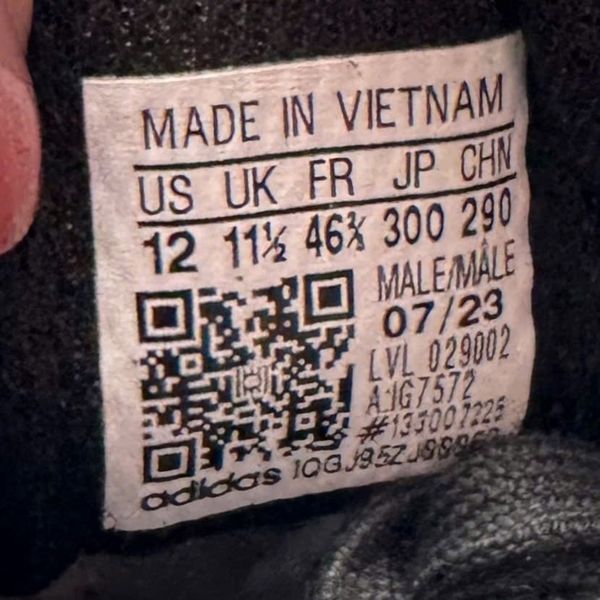 MADE IN VIETNAM
US UK FR JP CHN
12 11½ 46⅔ 300 290
MALE/MÂLE
07/23
LVL 029002
#133007225
adidas